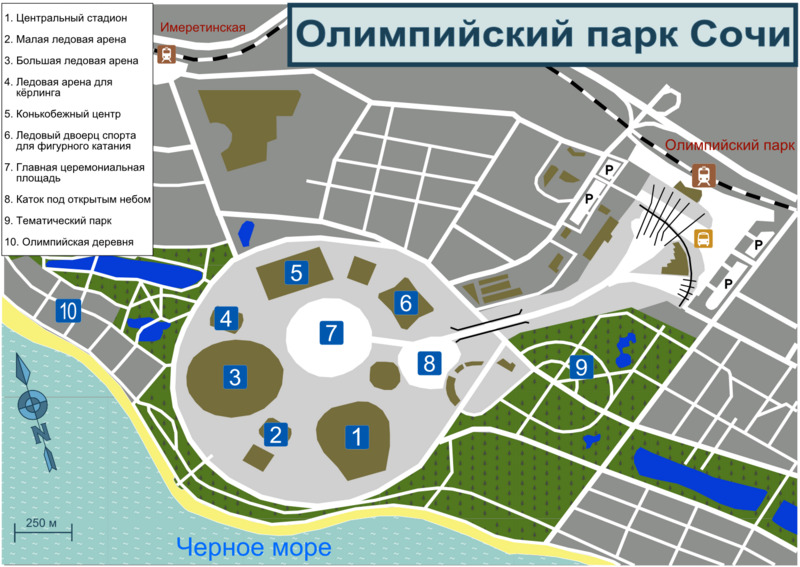 Олимпийский парк Сочи
1. Центральный стадион
2. Малая ледовая арена
3. Большая ледовая арена
4. Ледовая арена для
кёрлинга
5. Конькобежный центр
6. Ледовый двоерц спорта
для фигурного катания
7. Главная церемониальная
площадь
8. Каток под открытым небом
9. Тематический парк
10. Олимпийская деревня
Имеретинская
Олимпийский парк
P
P
P
P
5
6
10
4
7
8
9
3
2
1
N
250 м
Черное море